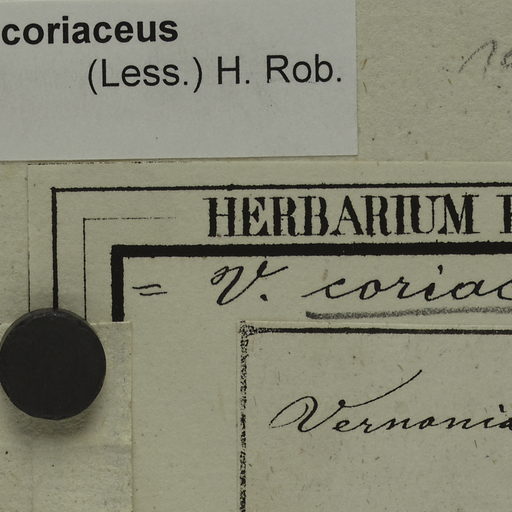 coriaceus
(Less.) H. Rob.
HERBARIUM
= V. coriac
Vernonia